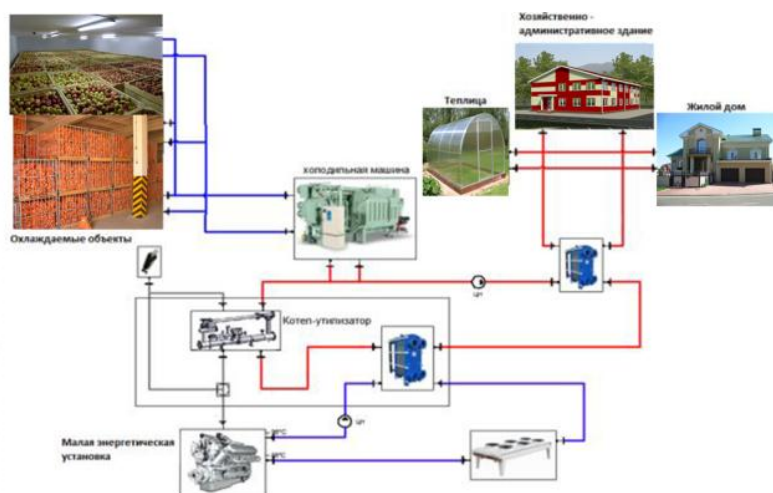 Хозяйственно -
административное здание
Теплица
Жилой дом
холодильная машина
Охлаждаемые объекты
ЦН
Котел-утилизатор
ЦН
Малая энергетическая
установка